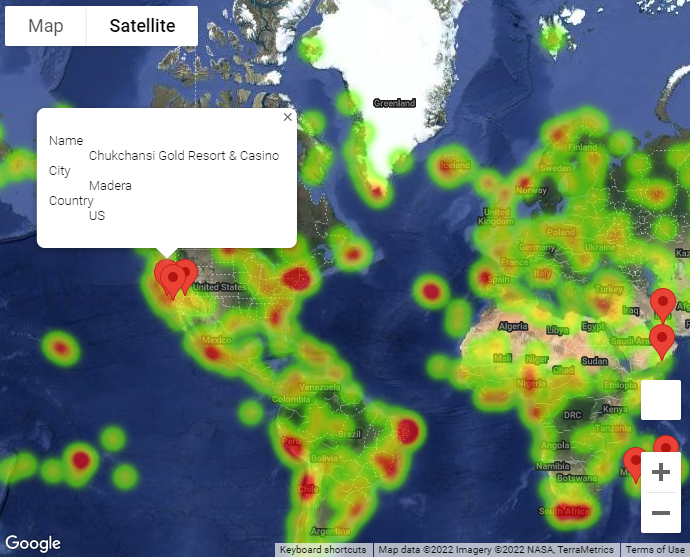 Map Satellite
Greenland
Name
Chukchansi Gold Resort & Casino
City
Madera
Country
US
Iceland
Finland
Sweden
Norway
United
Kingdom
Poland
Germany
Ukraine
France
Italy
Spain
Turkey
United States
Iraq
Algeria
Libya
Egypt
Saudi
Mexico
Mali
Niger
Sudan
Chad
Venezuela
Nigeria
Ethiopia
Colombia
Kenya
DRC
Brazil
Tanzania
Peru
Bolivia
Angola
Namibia
Botswana
Chile
South Africa
Argentina
Google
Keyboard shortcuts Map data ©2022 Imagery ©2022 NASA, TerraMetrics Terms of Use